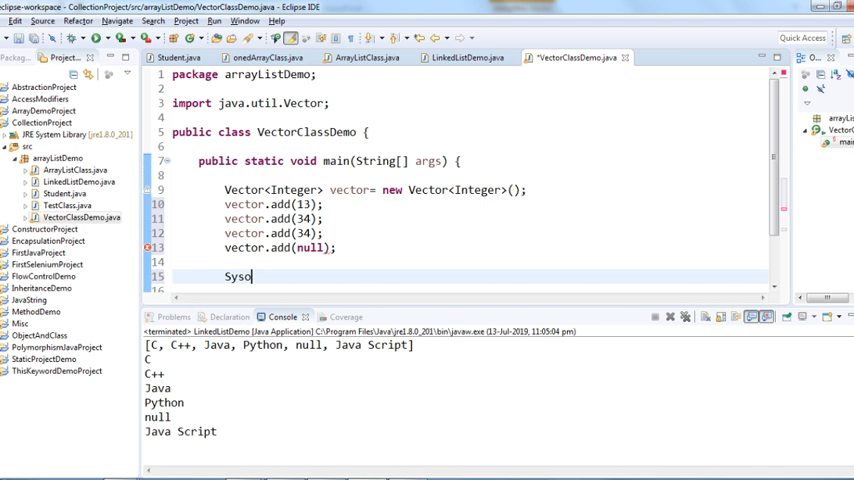 eclipse-workspace - CollectionProject/src/arrayListDemo/VectorClassDemo.java - Eclipse IDE
Edit Source Refactor Navigate Search Project Run Window Help
Quick Access
Packag... Project...
Student.java onedArrayClass.java ArrayListClass.java LinkedListDemo.java *VectorClassDemo.java
O...
AbstractionProject
AccessModifiers
ArrayDemoProject
CollectionProject
JRE System Library [jre1.8.0_201]
src
arrayListDemo
ArrayListClass.java
LinkedListDemo.java
Student.java
TestClass.java
VectorClassDemo.java
ConstructorProject
EncapsulationProject
FirstJavaProject
FirstSeleniumProject
FlowControlDemo
InheritanceDemo
JavaString
MethodDemo
Misc
ObjectAndClass
PolymorphismJavaProject
StaticProjectDemo
ThisKeywordDemoProject
1 package arrayListDemo;
2
3 import java.util.Vector;
4
5 public class VectorClassDemo {
6
7 public static void main(String[] args) {
8
9 Vector<Integer> vector= new Vector<Integer>();
10 vector.add(13);
11 vector.add(34);
12 vector.add(34);
13 vector.add(null);
14
15 Syso
16
arrayLi
VectorC
mai
Problems Declaration Console Coverage
<terminated> LinkedListDemo [Java Application] C:\Program Files\Java\jre1.8.0_201\bin\javaw.exe (13-Jul-2019, 11:05:04 pm)
[C, C++, Java, Python, null, Java Script]
C
C++
Java
Python
null
Java Script